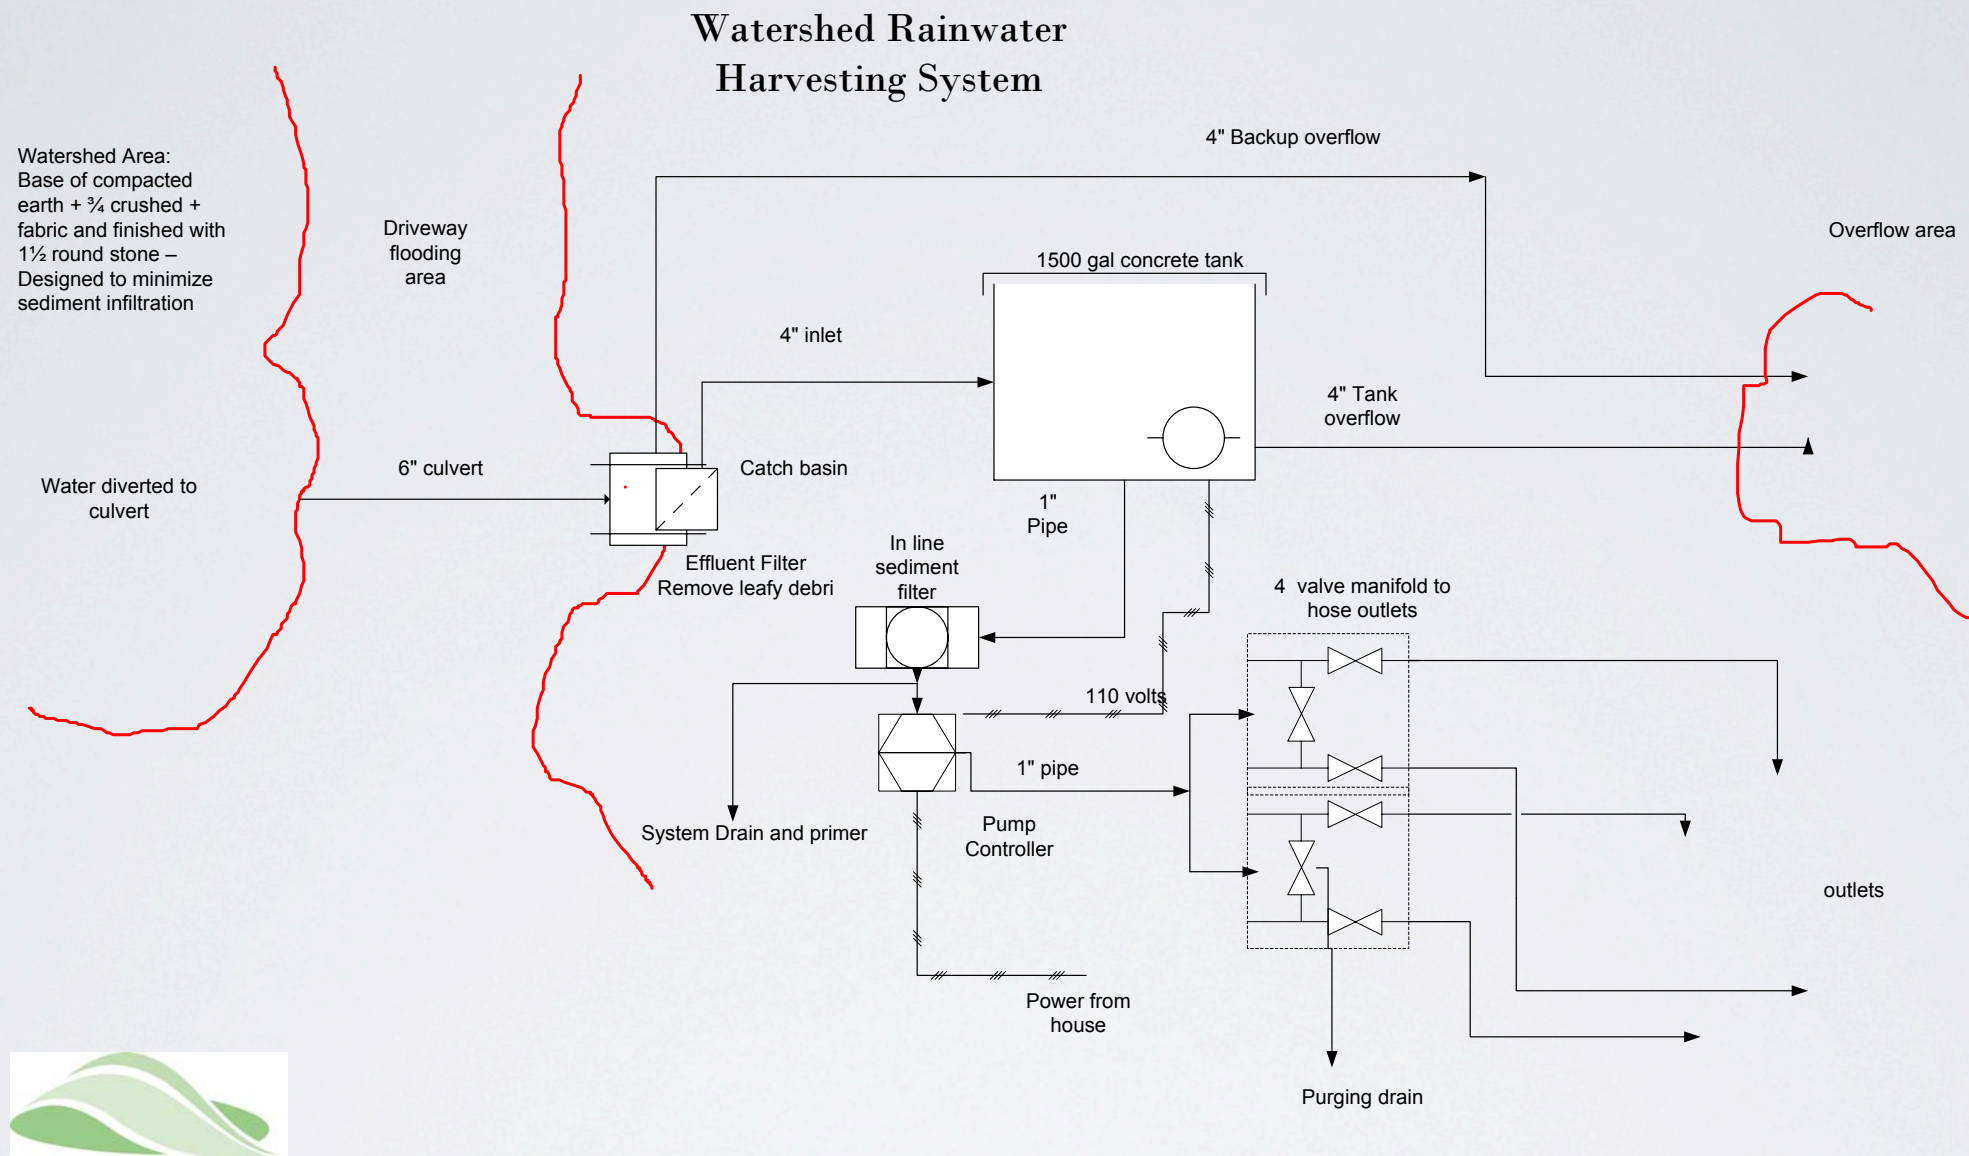 Watershed Rainwater
Harvesting System
4" Backup overflow
Watershed Area:
Base of compacted
earth + ¾ crushed +
fabric and finished with
1½ round stone –
Designed to minimize
sediment infiltration
Driveway
flooding
area
Overflow area
1500 gal concrete tank
4" inlet
4" Tank
overflow
6" culvert
Catch basin
Water diverted to
culvert
1"
Pipe
In line
sediment
filter
Effluent Filter
Remove leafy debri
4 valve manifold to
hose outlets
110 volts
1" pipe
System Drain and primer
Pump
Controller
outlets
Power from
house
Purging drain